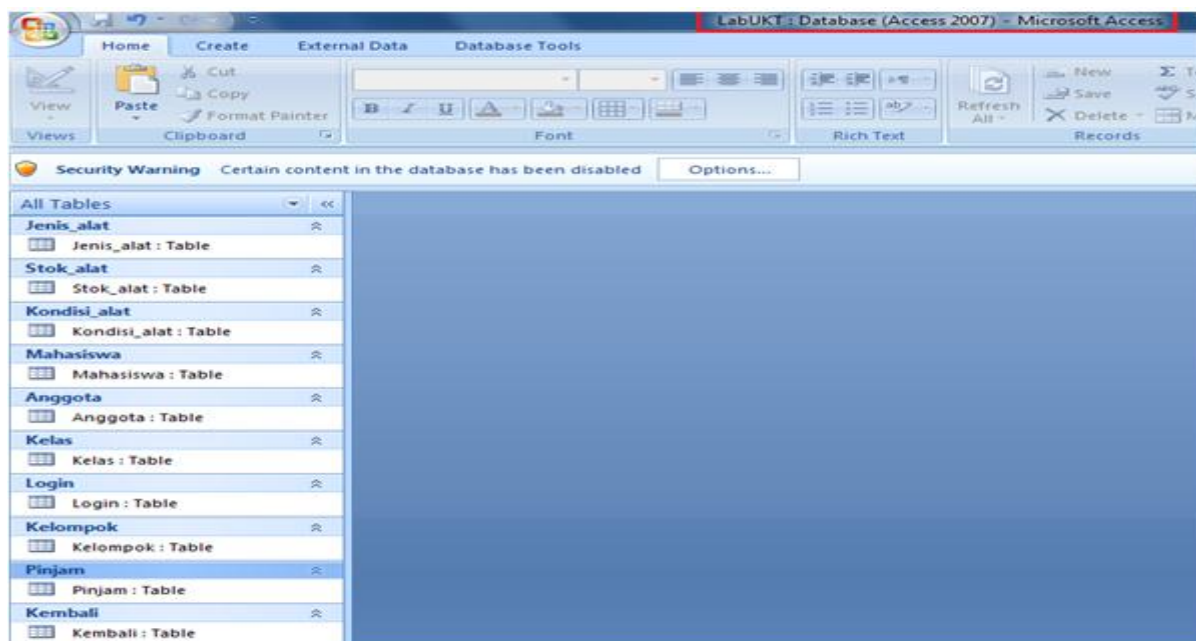 LabUKT : Database (Access 2007) - Microsoft Access
Home Create External Data Database Tools
View Paste Cut Copy Format Painter
B I U A ab Refresh All New Save Delete Σ
Views Clipboard Font Rich Text Records
Security Warning Certain content in the database has been disabled Options...
All Tables
Jenis_alat
Jenis_alat : Table
Stok_alat
Stok_alat : Table
Kondisi_alat
Kondisi_alat : Table
Mahasiswa
Mahasiswa : Table
Anggota
Anggota : Table
Kelas
Kelas : Table
Login
Login : Table
Kelompok
Kelompok : Table
Pinjam
Pinjam : Table
Kembali
Kembali : Table